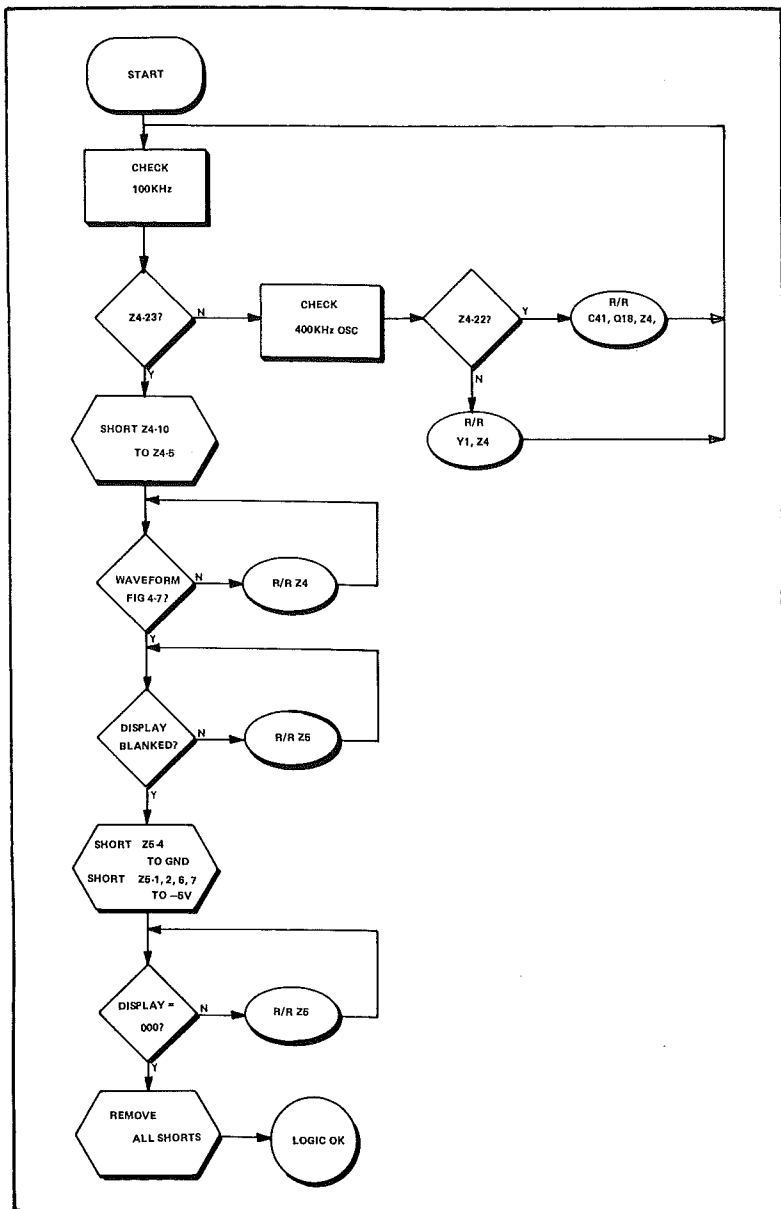 START
CHECK
100KHz
Z4-23?
N
CHECK
400KHz OSC
Z4-22?
Y
R/R
C41, Q18, Z4,
Y
N
R/R
Y1, Z4
SHORT Z4-10
TO Z4-5
WAVEFORM
FIG 4-7?
N
R/R Z4
Y
DISPLAY
BLANKED?
N
R/R Z5
Y
SHORT Z5-4
TO GND
SHORT Z5-1, 2, 6, 7
TO –5V
DISPLAY =
000?
N
R/R Z5
Y
REMOVE
ALL SHORTS
LOGIC OK